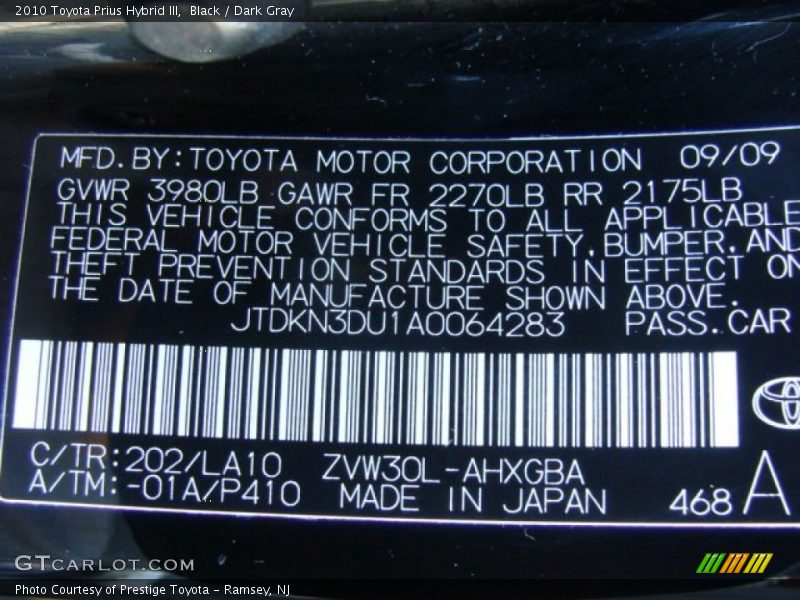 2010 Toyota Prius Hybrid III, Black / Dark Gray
MFD. BY: TOYOTA MOTOR CORPORATION 09/09
GVWR 3980LB GAWR FR 2270LB RR 2175LB
THIS VEHICLE CONFORMS TO ALL APPLICABLE
FEDERAL MOTOR VEHICLE SAFETY, BUMPER, AND
THEFT PREVENTION STANDARDS IN EFFECT ON
THE DATE OF MANUFACTURE SHOWN ABOVE.
JTDKN3DU1A0064283 PASS. CAR
C/TR: 202/LA10 ZVW30L-AHXGBA
A/TM: -01A/P410 MADE IN JAPAN 468 A
GTCARLOT.COM
Photo Courtesy of Prestige Toyota - Ramsey, NJ